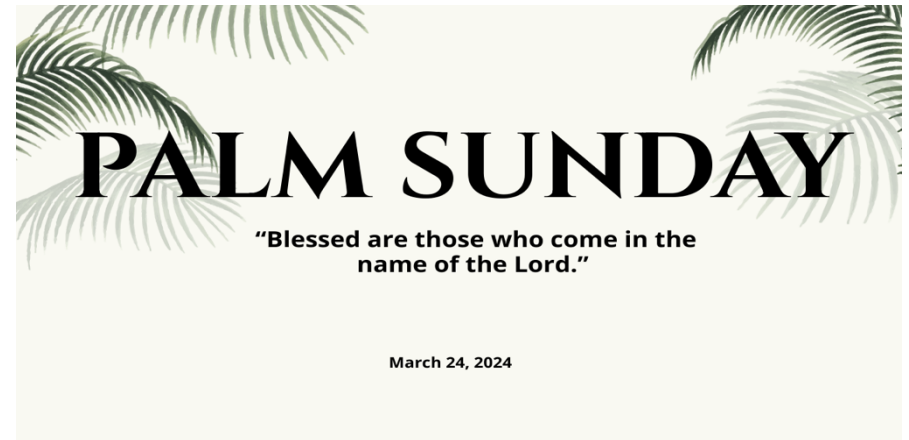 PALM SUNDAY
“Blessed are those who come in the
name of the Lord.”
March 24, 2024